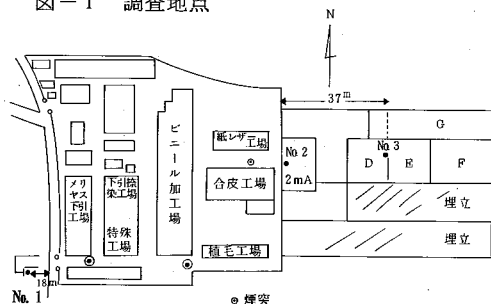 図－1 調査地点
N
37m
G
No.2
2mA
No.3
D
E
F
埋立
埋立
ビニール加工場
紙レザー工場
合皮工場
植毛工場
メリヤス下引工場
下引捺染工場
特殊工場
18m
No. 1
◎ 煙突